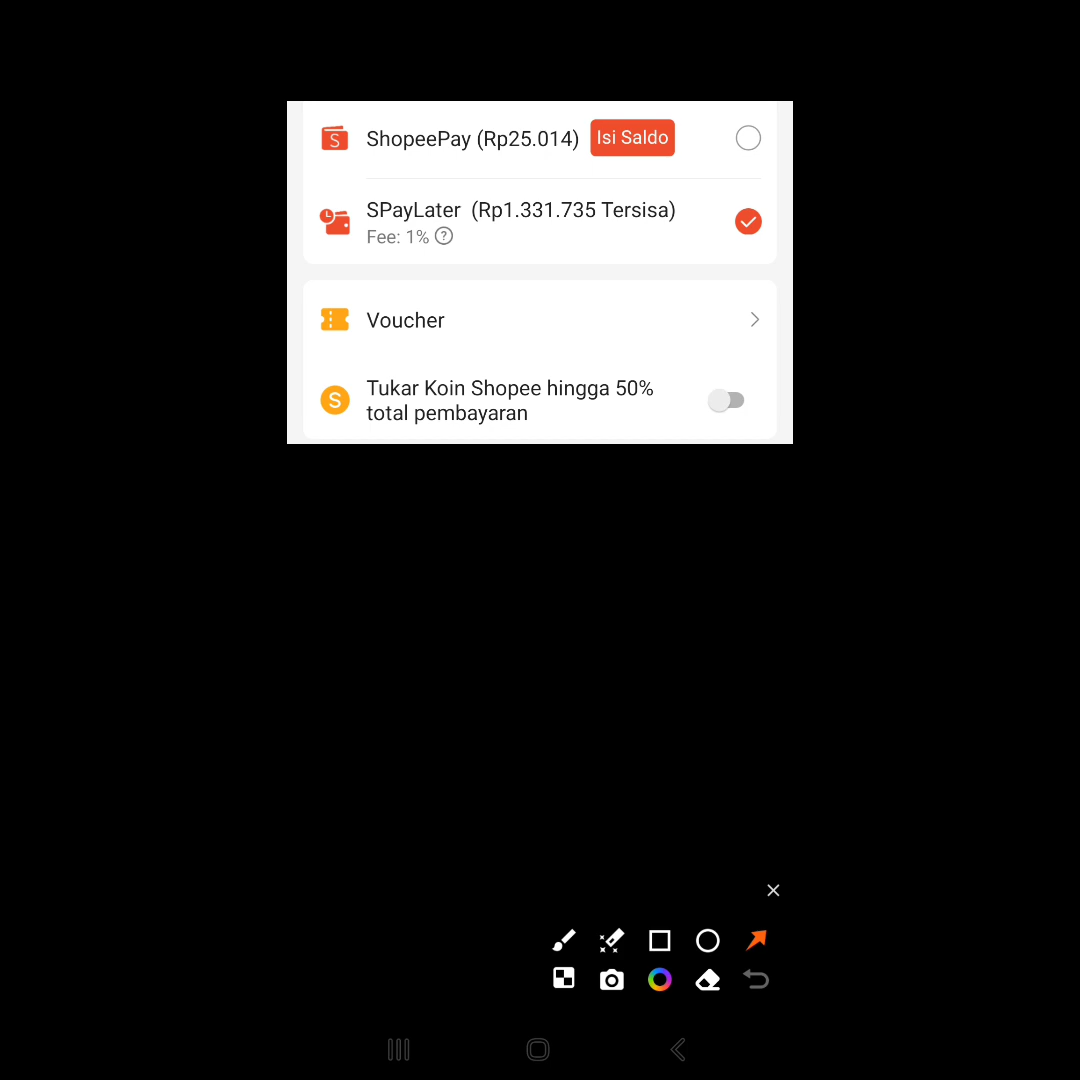 ShopeePay (Rp25.014) Isi Saldo
SPayLater (Rp1.331.735 Tersisa)
Fee: 1% ?
Voucher
Tukar Koin Shopee hingga 50%
total pembayaran